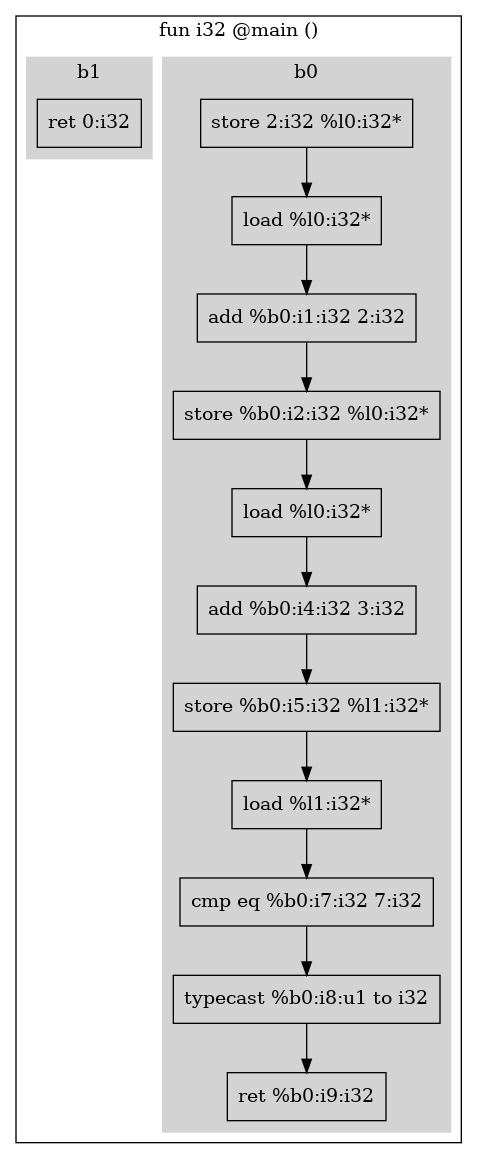 fun i32 @main ()
b1
ret 0:i32
b0
store 2:i32 %l0:i32*
load %l0:i32*
add %b0:i1:i32 2:i32
store %b0:i2:i32 %l0:i32*
load %l0:i32*
add %b0:i4:i32 3:i32
store %b0:i5:i32 %l1:i32*
load %l1:i32*
cmp eq %b0:i7:i32 7:i32
typecast %b0:i8:u1 to i32
ret %b0:i9:i32